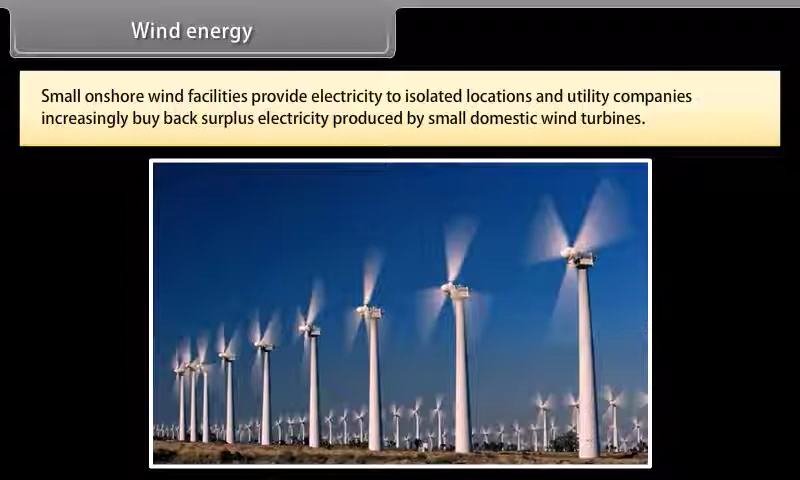 Wind energy
Small onshore wind facilities provide electricity to isolated locations and utility companies
increasingly buy back surplus electricity produced by small domestic wind turbines.